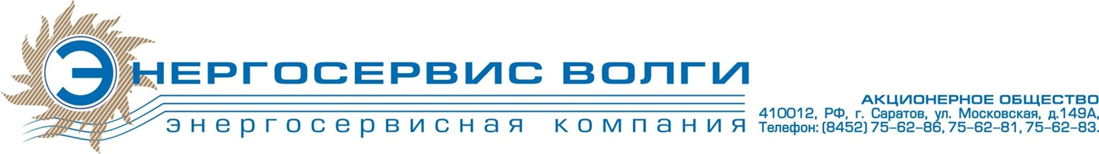 ЭНЕРГОСЕРВИС ВОЛГИ
энергосервисная компания
АКЦИОНЕРНОЕ ОБЩЕСТВО
410012, РФ, г. Саратов, ул. Московская, д.149А,
Телефон: (8452) 75-62-86, 75-62-81, 75-62-83.